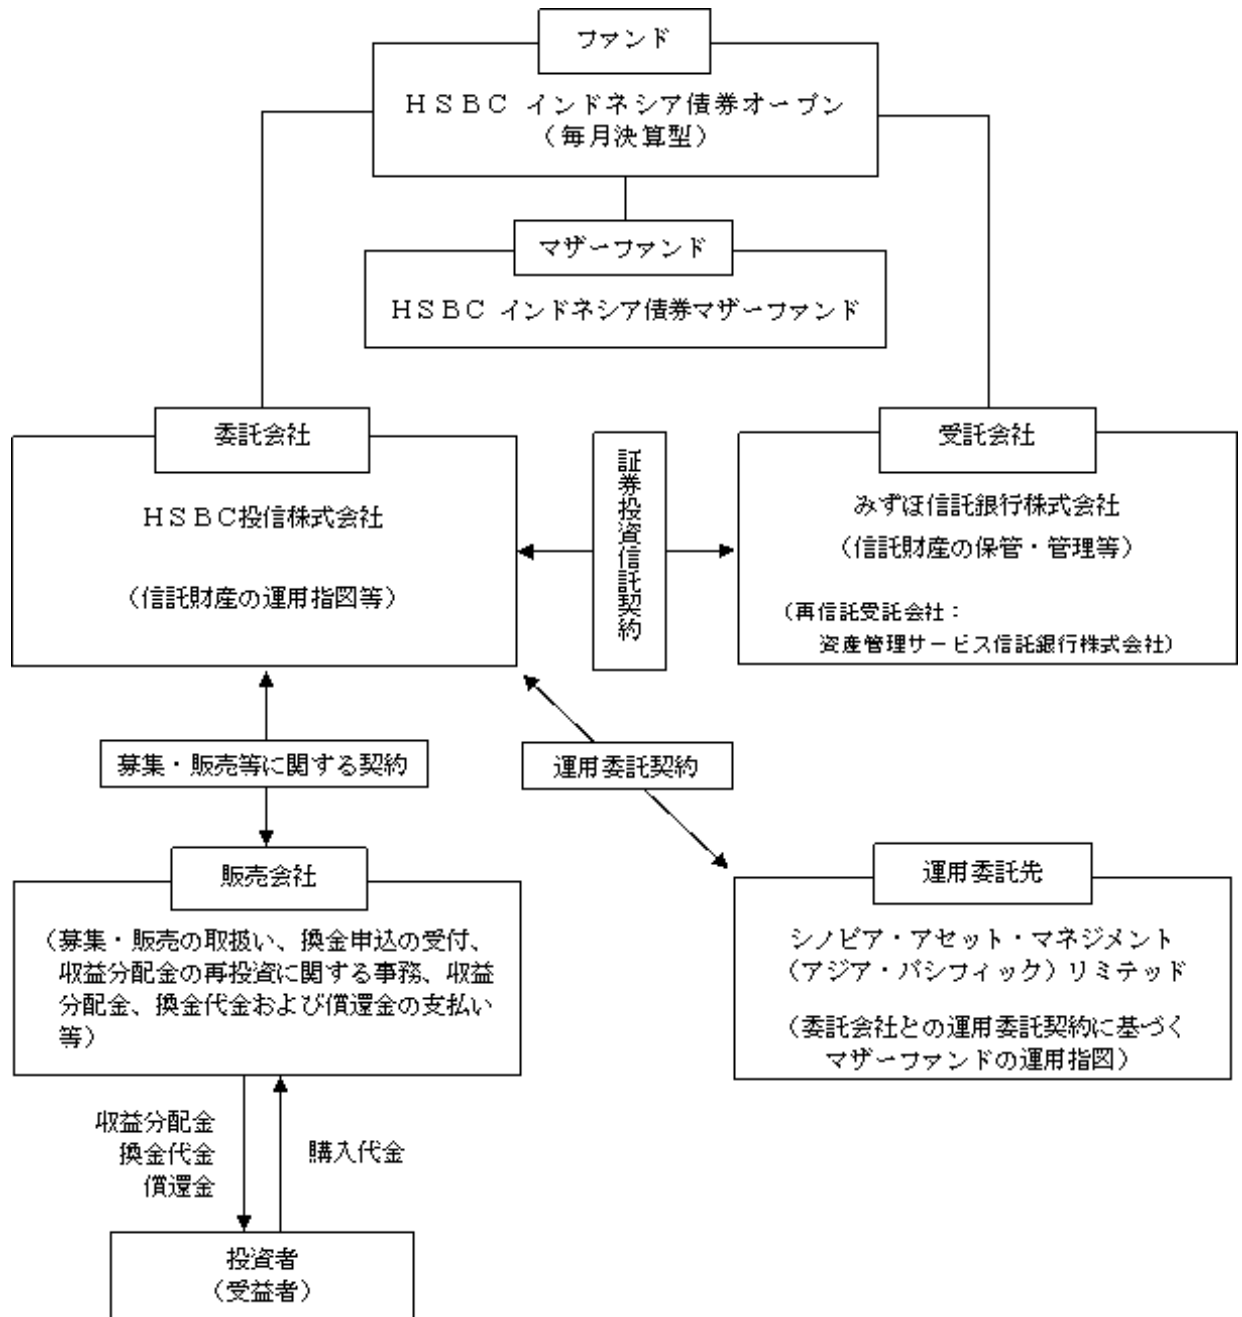 ファンド
HSBC インドネシア債券オープン
（毎月決算型）
マザーファンド
HSBC インドネシア債券マザーファンド
委託会社
HSBC投信株式会社
（信託財産の運用指図等）
証券投資信託契約
受託会社
みずほ信託銀行株式会社
（信託財産の保管・管理等）
（再信託受託会社：
資産管理サービス信託銀行株式会社）
募集・販売等に関する契約
運用委託契約
販売会社
（募集・販売の取扱い、換金申込の受付、
収益分配金の再投資に関する事務、収益
分配金、換金代金および償還金の支払い
等）
運用委託先
シノピア・アセット・マネジメント
（アジア・パシフィック）リミテッド
（委託会社との運用委託契約に基づく
マザーファンドの運用指図）
収益分配金
換金代金
償還金
購入代金
投資者
（受益者）